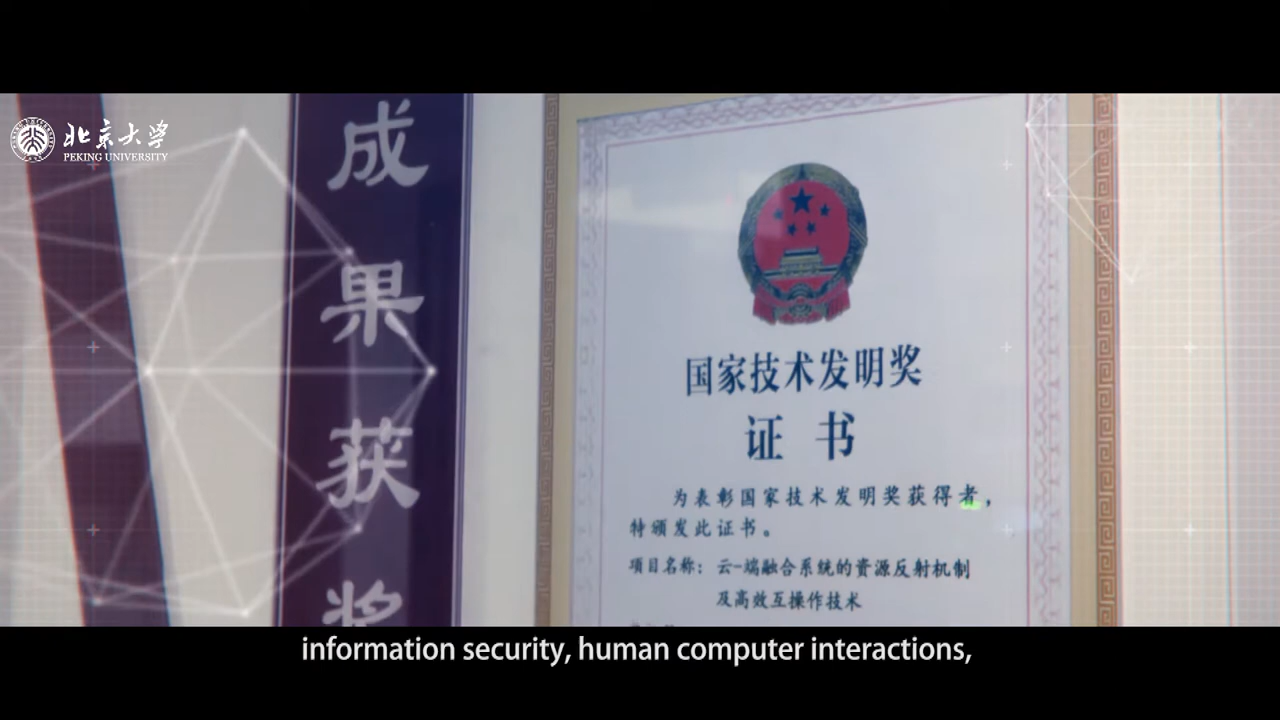 北京大学
PEKING UNIVERSITY
成果获奖
国家技术发明奖
证书
为表彰国家技术发明奖获得者，
特颁发此证书。
项目名称：云-端融合系统的资源反射机制
及高效互操作技术
information security, human computer interactions,